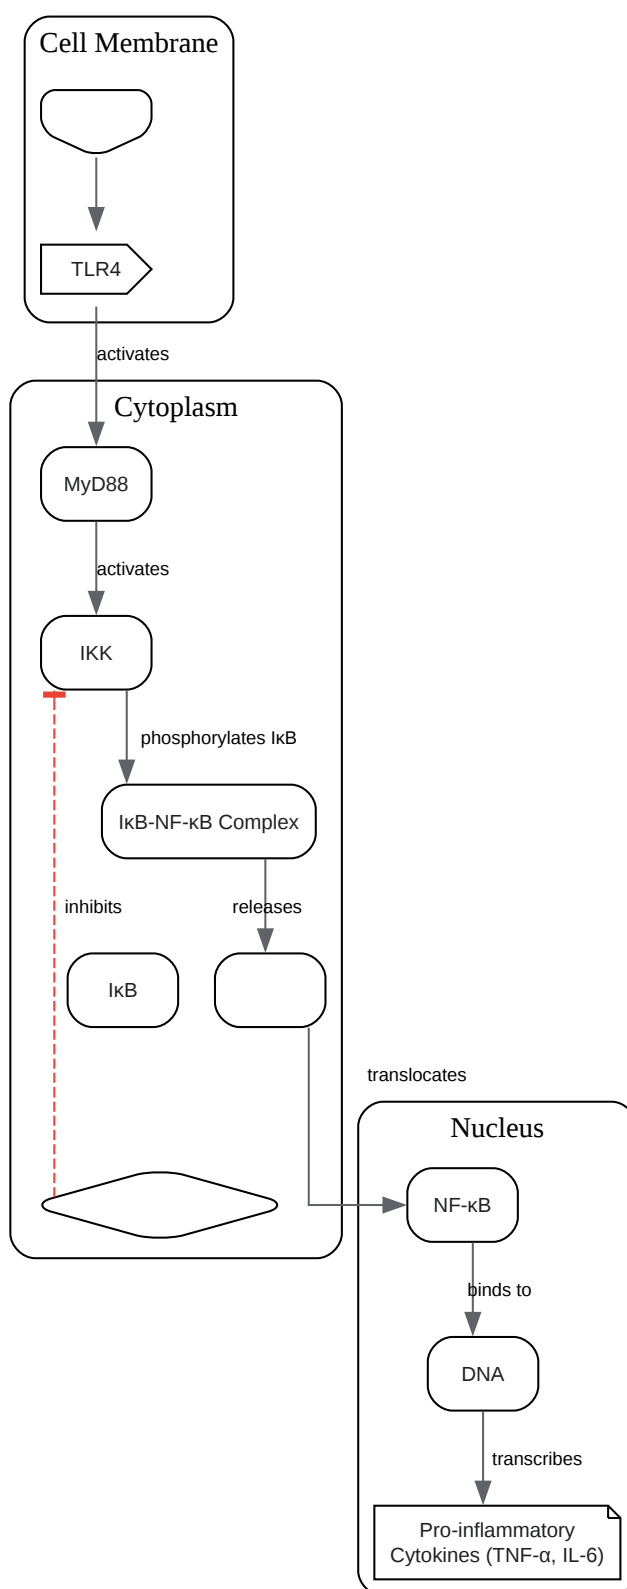 Cell Membrane
TLR4
activates
Cytoplasm
MyD88
activates
IKK
phosphorylates IκB
IκB-NF-κB Complex
inhibits
releases
IκB
translocates
Nucleus
NF-κB
binds to
DNA
transcribes
Pro-inflammatory
Cytokines (TNF-α, IL-6)